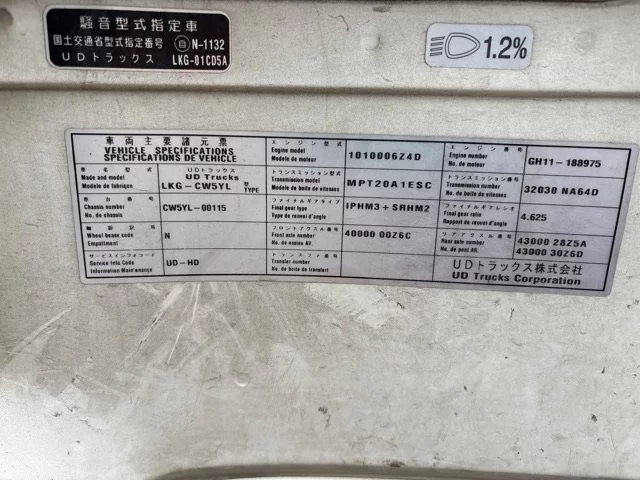 騒音型式指定車
国土交通省型式指定番号 自N-1132
UDトラックス LKG-01CD5A
1.2%
車両主要諸元票
VEHICLE SPECIFICATIONS
SPECIFICATIONS DE VEHICLE
車名型式
Made and model
Modele de fabrique
UDトラックス
UD Trucks
LKG-CW5YL 型 TYPE
車台番号
Chassis number
No. de chassis
CW5YL-00115
軸距記号
Wheel bease code
Empattement
N
サービスインフォコード
Service Info Code
Information Maintenance
UD-HD
エンジン型式
Engine model
Modele de moteur
1010006Z4D
トランスミッション型式
Transmission model
Modele de boite de vitesses
MPT20A1ESC
ファイナルギアタイプ
Final gear type
Type de renvoi d'angle
IPHM3+SRHM2
フロントアクスル番号
Front axle number
No. de essieu AV.
40000 00Z6C
トランスファ番号
Transfer number
No. de boite de transfert
エンジン番号
Engine number
No. de moteur
GH11-188975
トランスミッション番号
Transmission number
No. de boite de vitesses
32030 NA64D
ファイナルギアレシオ
Final gear ratio
Rapport de renvoi d'angle
4.625
リアアクスル番号
Rear axle number
No. de pont AR.
43000 28Z5A
43000 30Z6D
UDトラックス株式会社
UD Trucks Corporation